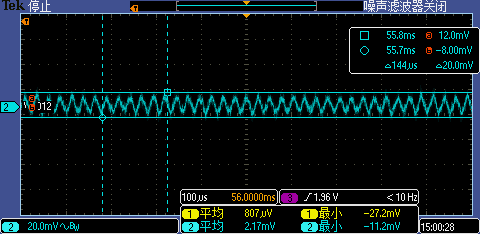 Tek 停止 噪声滤波器关闭
55.8ms 12.0mV
55.7ms -8.00mV
△144µs △20.0mV
2
100µs 56.0000ms
3 1.96 V < 10 Hz
1 平均 807µV 1 最小 -27.2mV
2 平均 2.17mV 2 最小 -11.2mV
2 20.0mV∿BW
15:00:28